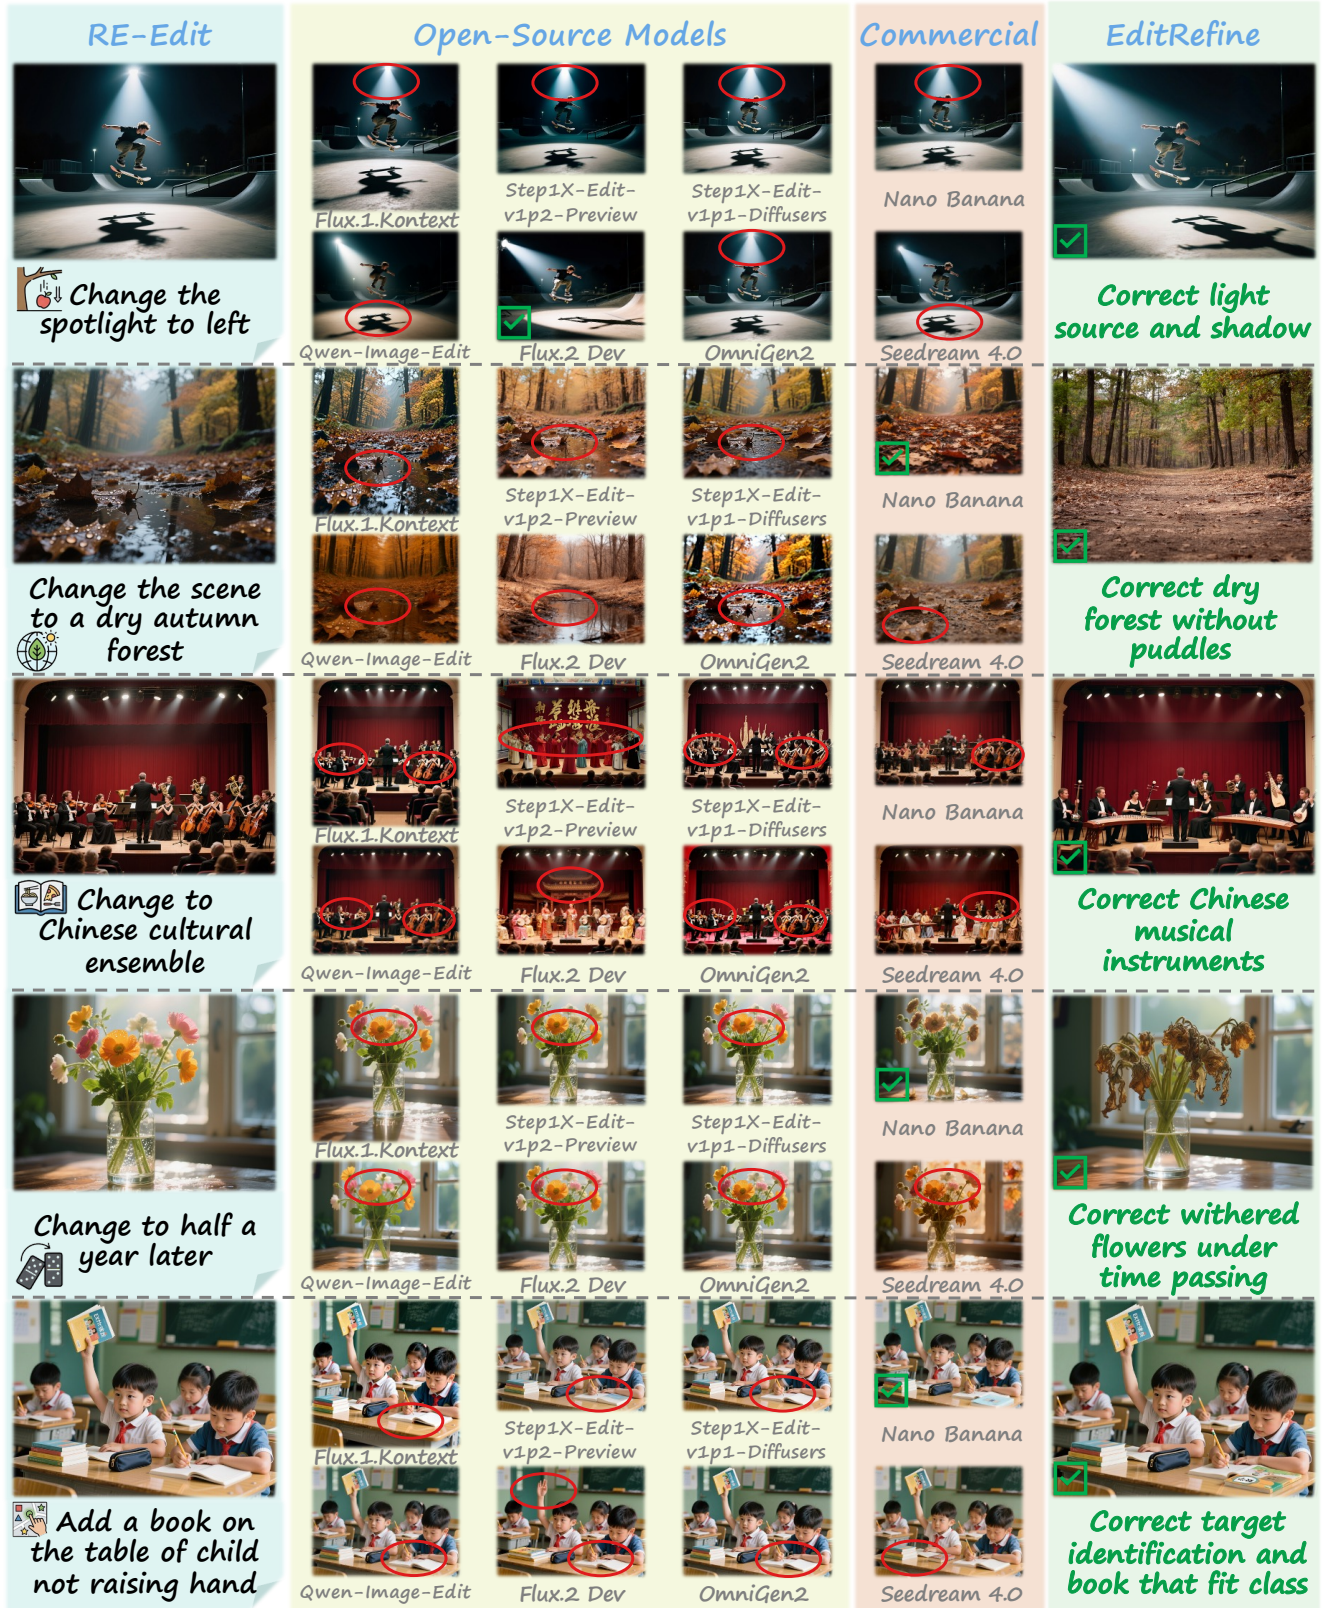 RE-Edit
Open-Source Models
Commercial
EditRefine
Change the
spotlight to left
Flux.1.Kontext
Step1X-Edit-
v1p2-Preview
Step1X-Edit-
v1p1-Diffusers
Nano Banana
Qwen-Image-Edit
Flux.2 Dev
OmniGen2
Seedream 4.0
Correct light
source and shadow
Change the scene
to a dry autumn
forest
Flux.1.Kontext
Step1X-Edit-
v1p2-Preview
Step1X-Edit-
v1p1-Diffusers
Nano Banana
Qwen-Image-Edit
Flux.2 Dev
OmniGen2
Seedream 4.0
Correct dry
forest without
puddles
Change to
Chinese cultural
ensemble
Flux.1.Kontext
Step1X-Edit-
v1p2-Preview
Step1X-Edit-
v1p1-Diffusers
Nano Banana
Qwen-Image-Edit
Flux.2 Dev
OmniGen2
Seedream 4.0
Correct Chinese
musical
instruments
Change to half a
year later
Flux.1.Kontext
Step1X-Edit-
v1p2-Preview
Step1X-Edit-
v1p1-Diffusers
Nano Banana
Qwen-Image-Edit
Flux.2 Dev
OmniGen2
Seedream 4.0
Correct withered
flowers under
time passing
Add a book on
the table of child
not raising hand
Flux.1.Kontext
Step1X-Edit-
v1p2-Preview
Step1X-Edit-
v1p1-Diffusers
Nano Banana
Qwen-Image-Edit
Flux.2 Dev
OmniGen2
Seedream 4.0
Correct target
identification and
book that fit class